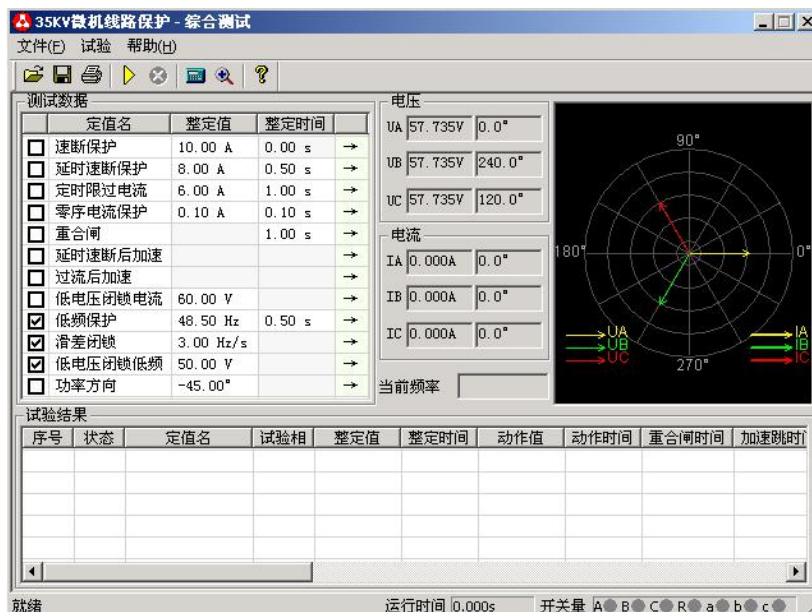 35KV微机线路保护 - 综合测试
文件(F) 试验 帮助(H)
测试数据
定值名 整定值 整定时间
速断保护 10.00 A 0.00 s →
延时速断保护 8.00 A 0.50 s →
定时限过电流 6.00 A 1.00 s →
零序电流保护 0.10 A 0.10 s →
重合闸 1.00 s →
延时速断后加速 →
过流后加速 →
低电压闭锁电流 60.00 V →
低频保护 48.50 Hz 0.50 s →
滑差闭锁 3.00 Hz/s →
低电压闭锁低频 50.00 V →
功率方向 -45.00° →
电压
UA 57.735V 0.0°
UB 57.735V 240.0°
UC 57.735V 120.0°
电流
IA 0.000A 0.0°
IB 0.000A 0.0°
IC 0.000A 0.0°
当前频率
90°
180° 0°
270°
UA IA
UB IB
UC IC
试验结果
序号 状态 定值名 试验相 整定值 整定时间 动作值 动作时间 重合闸时间 加速跳时间
就绪 运行时间 0.000s 开关量 A B C R a b c